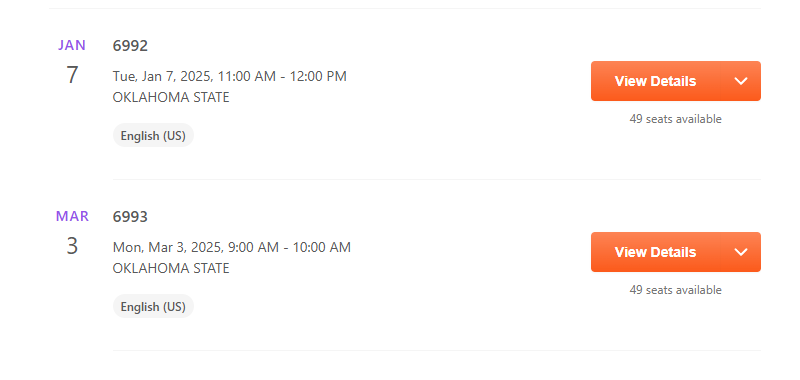 JAN
7
6992
Tue, Jan 7, 2025, 11:00 AM - 12:00 PM
OKLAHOMA STATE
English (US)
View Details
49 seats available
MAR
3
6993
Mon, Mar 3, 2025, 9:00 AM - 10:00 AM
OKLAHOMA STATE
English (US)
View Details
49 seats available